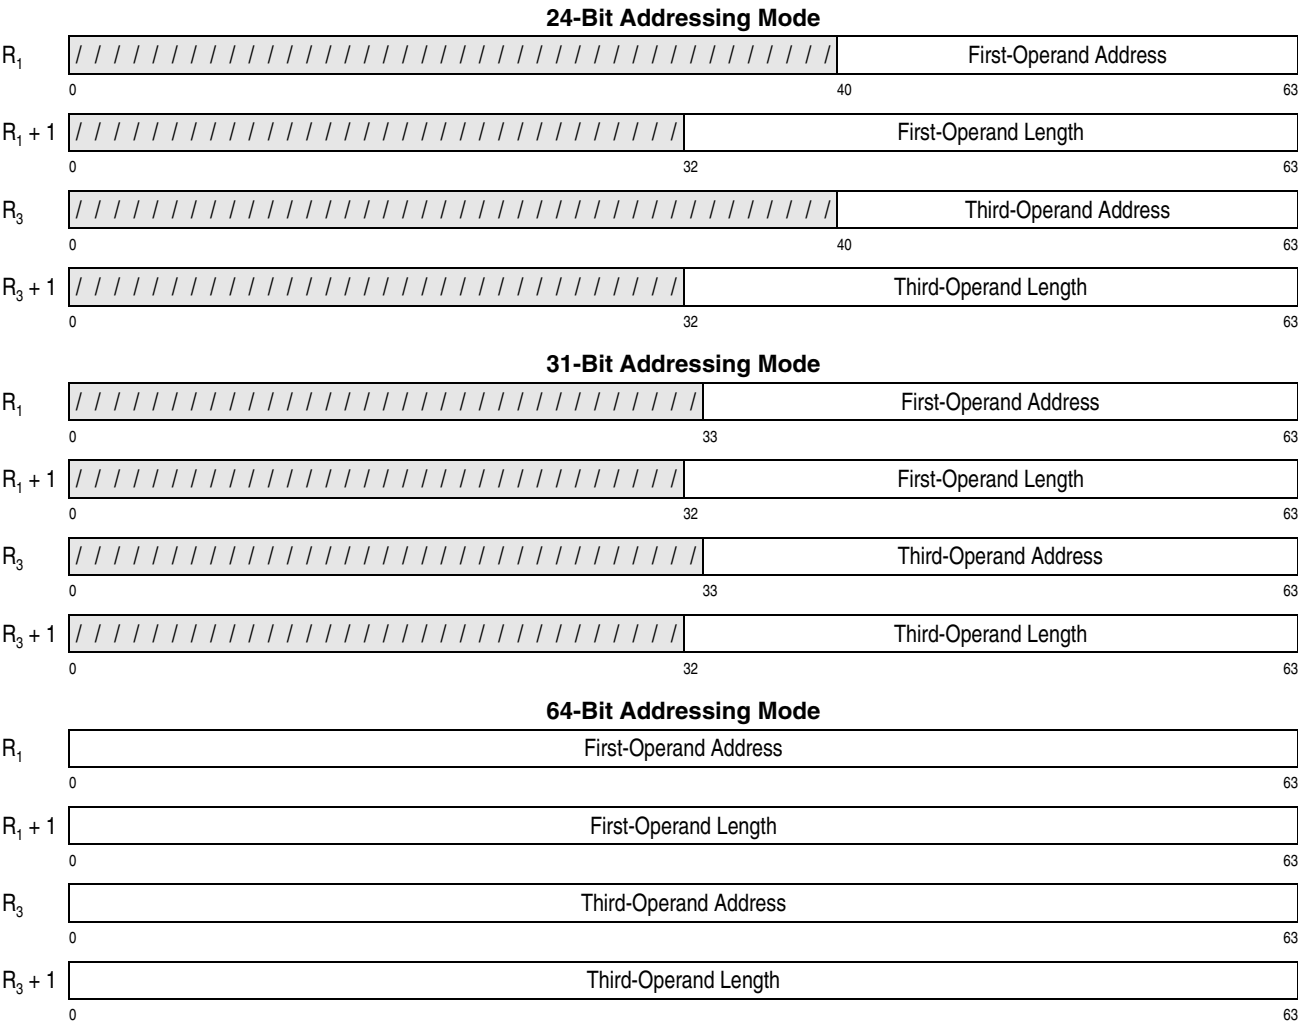 24-Bit Addressing Mode
R₁ / / / / / / / / / / / / / / / / / / / / / / / / / / / / / / / / / / / / / / / / First-Operand Address
0 40 63
R₁ + 1 / / / / / / / / / / / / / / / / / / / / / / / / / / / / / / / / First-Operand Length
0 32 63
R₃ / / / / / / / / / / / / / / / / / / / / / / / / / / / / / / / / / / / / / / / / Third-Operand Address
0 40 63
R₃ + 1 / / / / / / / / / / / / / / / / / / / / / / / / / / / / / / / / Third-Operand Length
0 32 63
31-Bit Addressing Mode
R₁ / / / / / / / / / / / / / / / / / / / / / / / / / / / / / / / / / First-Operand Address
0 33 63
R₁ + 1 / / / / / / / / / / / / / / / / / / / / / / / / / / / / / / / / First-Operand Length
0 32 63
R₃ / / / / / / / / / / / / / / / / / / / / / / / / / / / / / / / / / Third-Operand Address
0 33 63
R₃ + 1 / / / / / / / / / / / / / / / / / / / / / / / / / / / / / / / / Third-Operand Length
0 32 63
64-Bit Addressing Mode
R₁ First-Operand Address
0 63
R₁ + 1 First-Operand Length
0 63
R₃ Third-Operand Address
0 63
R₃ + 1 Third-Operand Length
0 63